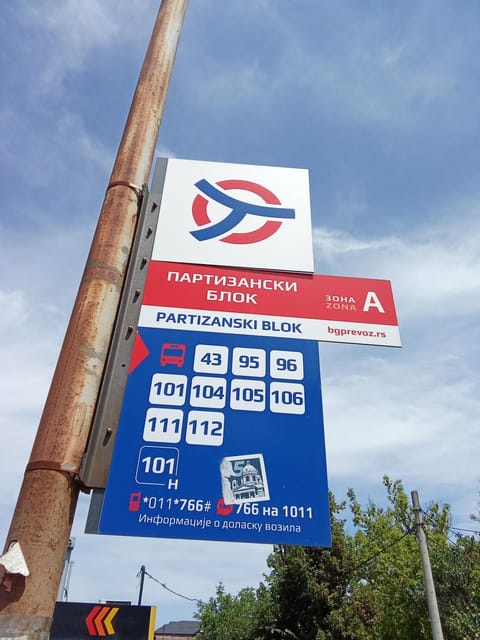 ПАРТИЗАНСКИ
БЛОК
ЗОНА
ZONA
A
PARTIZANSKI BLOK
bgprevoz.rs
43 95 96
101 104 105 106
111 112
101
Н
*011*766# 766 на 1011
Информације о доласку возила